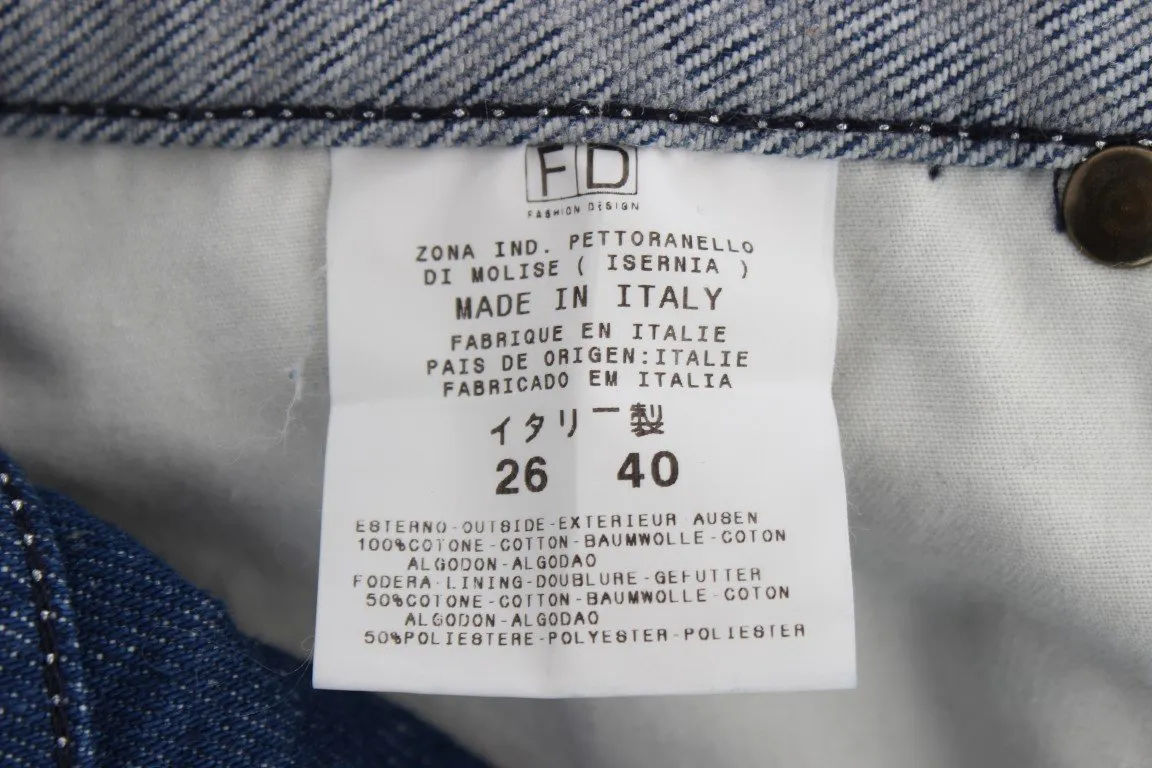 FD
FASHION DESIGN
ZONA IND. PETTORANELLO
DI MOLISE ( ISERNIA )
MADE IN ITALY
FABRIQUE EN ITALIE
PAIS DE ORIGEN:ITALIE
FABRICADO EM ITALIA
イタリー製
26 40
ESTERNO-OUTSIDE-EXTERIEUR AUSEN
100%COTONE-COTTON-BAUMWOLLE-COTON
ALGODON-ALGODAO
FODERA-LINING-DOUBLURE-GEFUTTER
50%COTONE-COTTON-BAUMWOLLE-COTON
ALGODON-ALGODAO
50%POLIESTERE-POLYESTER-POLIESTER